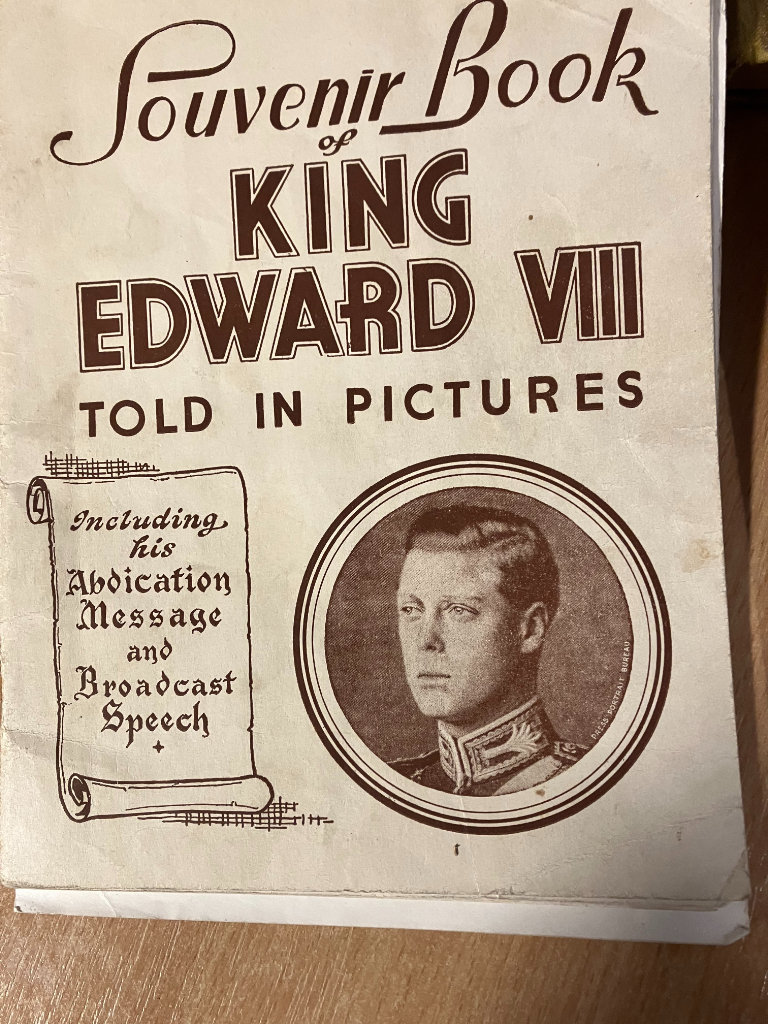 Souvenir Book
of
KING
EDWARD VIII
TOLD IN PICTURES
Including
his
Abdication
Message
and
Broadcast
Speech
PRESS PORTRAIT BUREAU